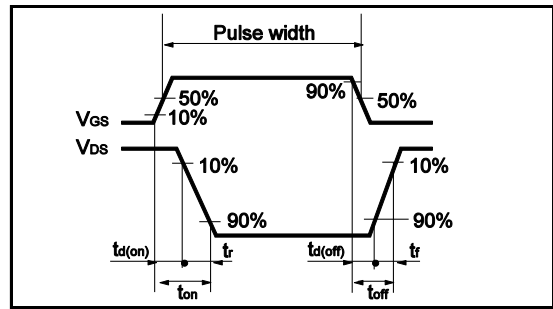 Pulse width
90%
50%
50%
VGS
10%
VDS
10%
10%
90%
90%
td(on)
tr
td(off)
tf
ton
toff